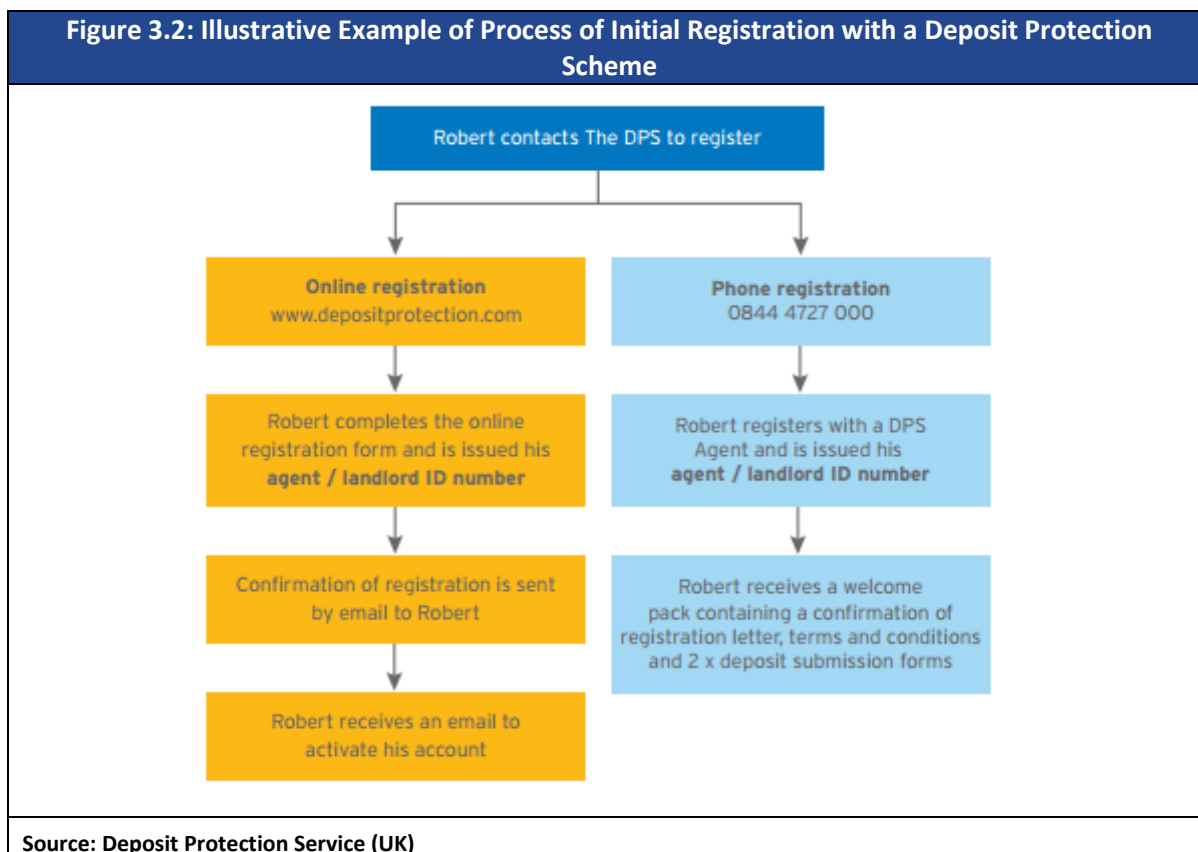 Figure 3.2: Illustrative Example of Process of Initial Registration with a Deposit Protection
Scheme
Robert contacts The DPS to register
Online registration
www.depositprotection.com
Phone registration
0844 4727 000
Robert completes the online
registration form and is issued his
agent / landlord ID number
Robert registers with a DPS
Agent and is issued his
agent / landlord ID number
Confirmation of registration is sent
by email to Robert
Robert receives a welcome
pack containing a confirmation of
registration letter, terms and conditions
and 2 x deposit submission forms
Robert receives an email to
activate his account
Source: Deposit Protection Service (UK)